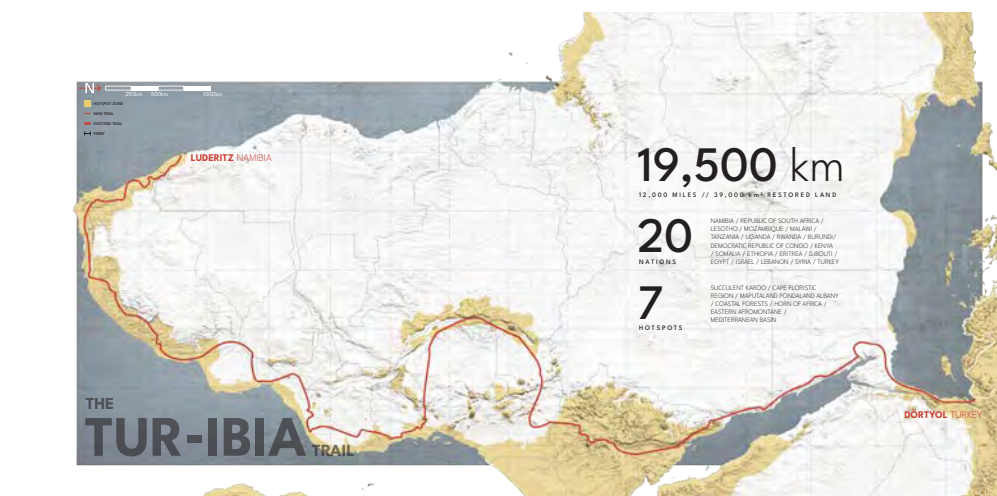 N
250km 500km 1000km
HOTSPOT ZONE
NEW TRAIL
EXISTING TRAIL
FERRY
LUDERITZ NAMIBIA
19,500 km
12,000 MILES // 39,000 km² RESTORED LAND
20
NATIONS
NAMIBIA / REPUBLIC OF SOUTH AFRICA /
LESOTHO / MOZAMBIQUE / MALAWI /
TANZANIA / UGANDA / RWANDA / BURUNDI/
DEMOCRATIC REPUBLIC OF CONGO / KENYA
/ SOMALIA / ETHIOPIA / ERITREA / DJIBOUTI /
EGYPT / ISRAEL / LEBANON / SYRIA / TURKEY
7
HOTSPOTS
SUCCULENT KAROO / CAPE FLORISTIC
REGION / MAPUTALAND PONDALAND ALBANY
/ COASTAL FORESTS / HORN OF AFRICA /
EASTERN AFROMONTANE /
MEDITERRANEAN BASIN
DÖRTYOL TURKEY
THE
TUR-IBIA TRAIL